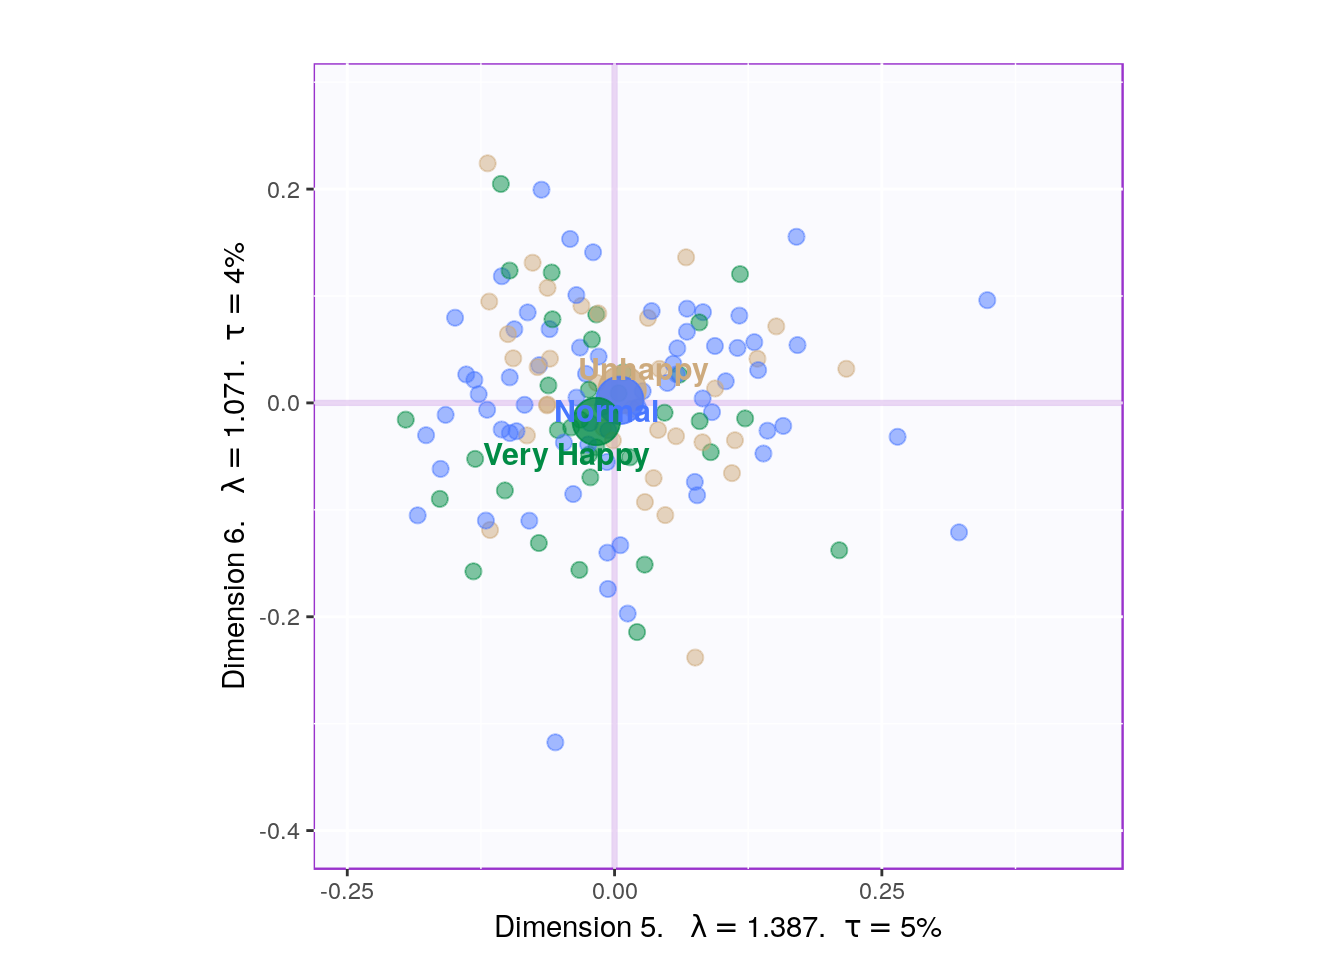 0.2
0.0
-0.2
-0.4
Dimension 6.  λ = 1.071.  τ = 4%
Unhappy
Normal
Very Happy
-0.25
0.00
0.25
Dimension 5.  λ = 1.387.  τ = 5%